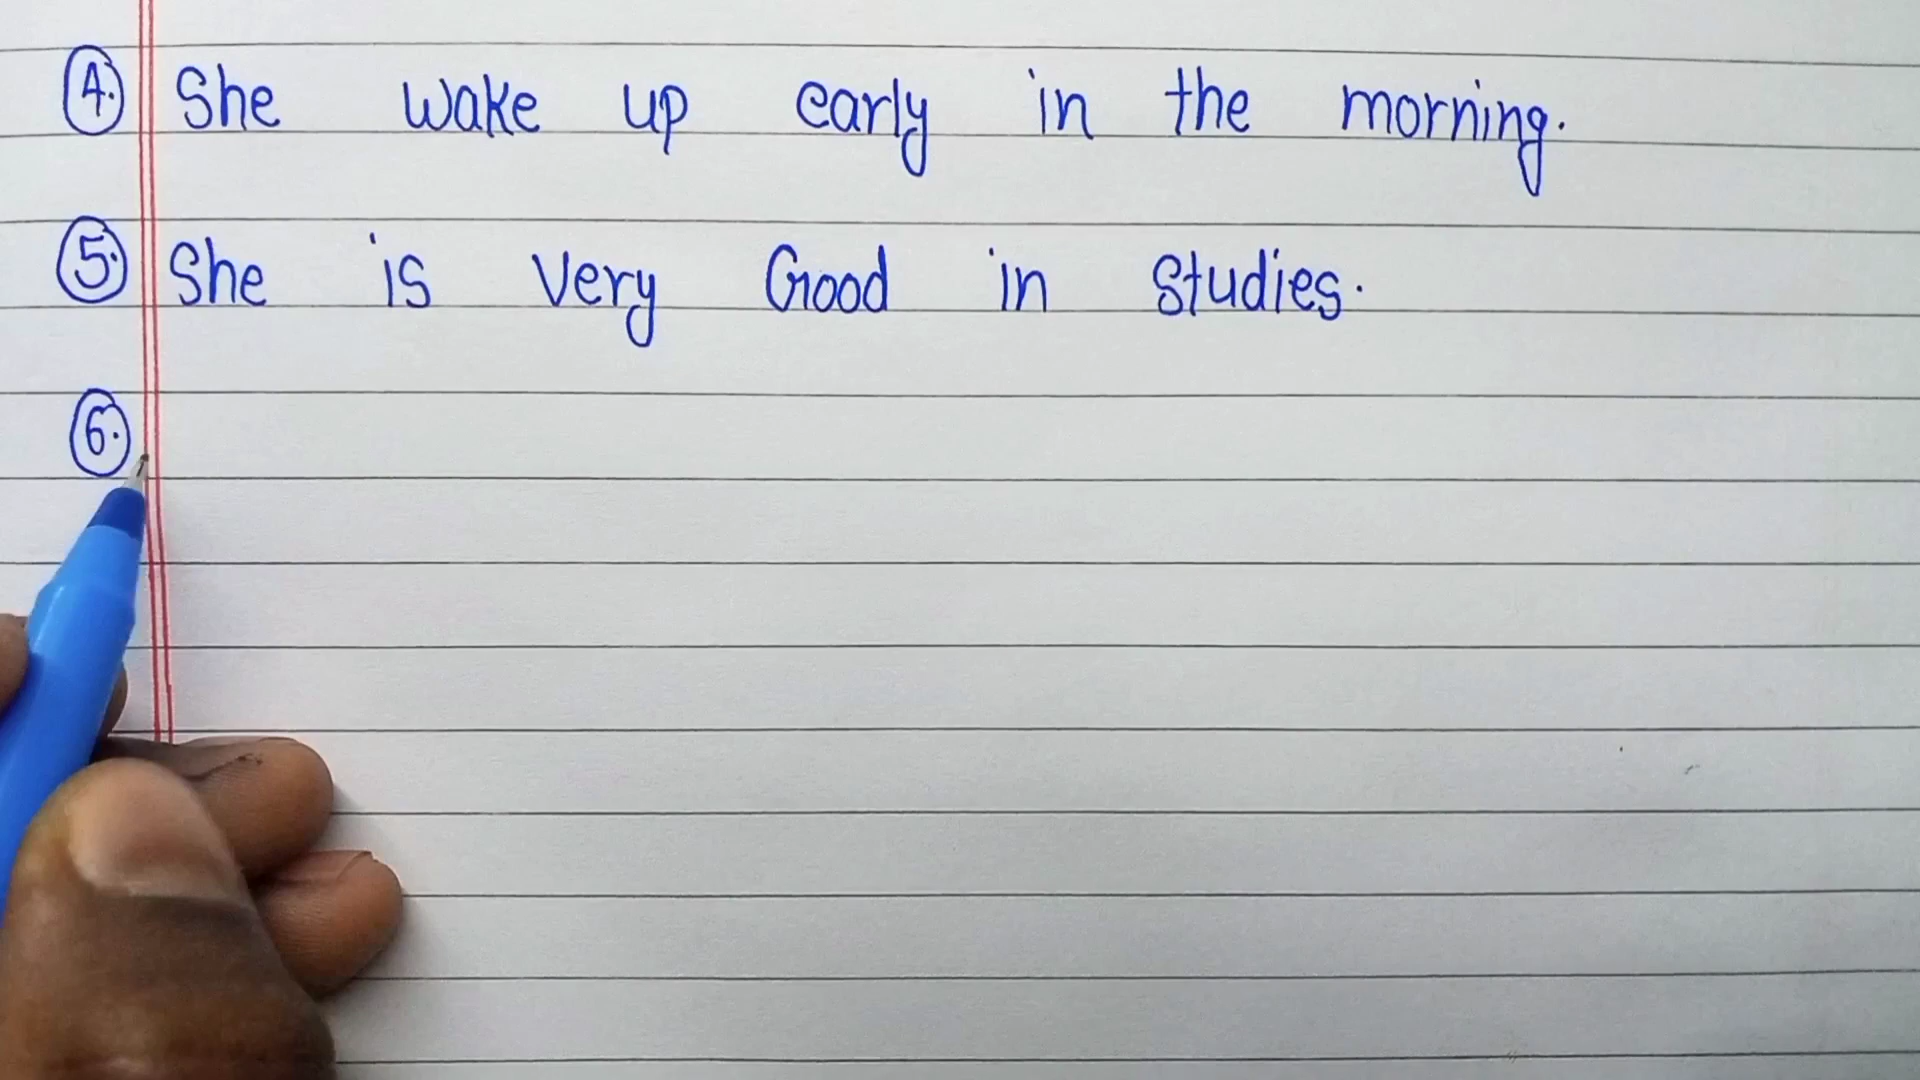 4. She wake up early in the morning.
5. She is very Good in studies.
6.